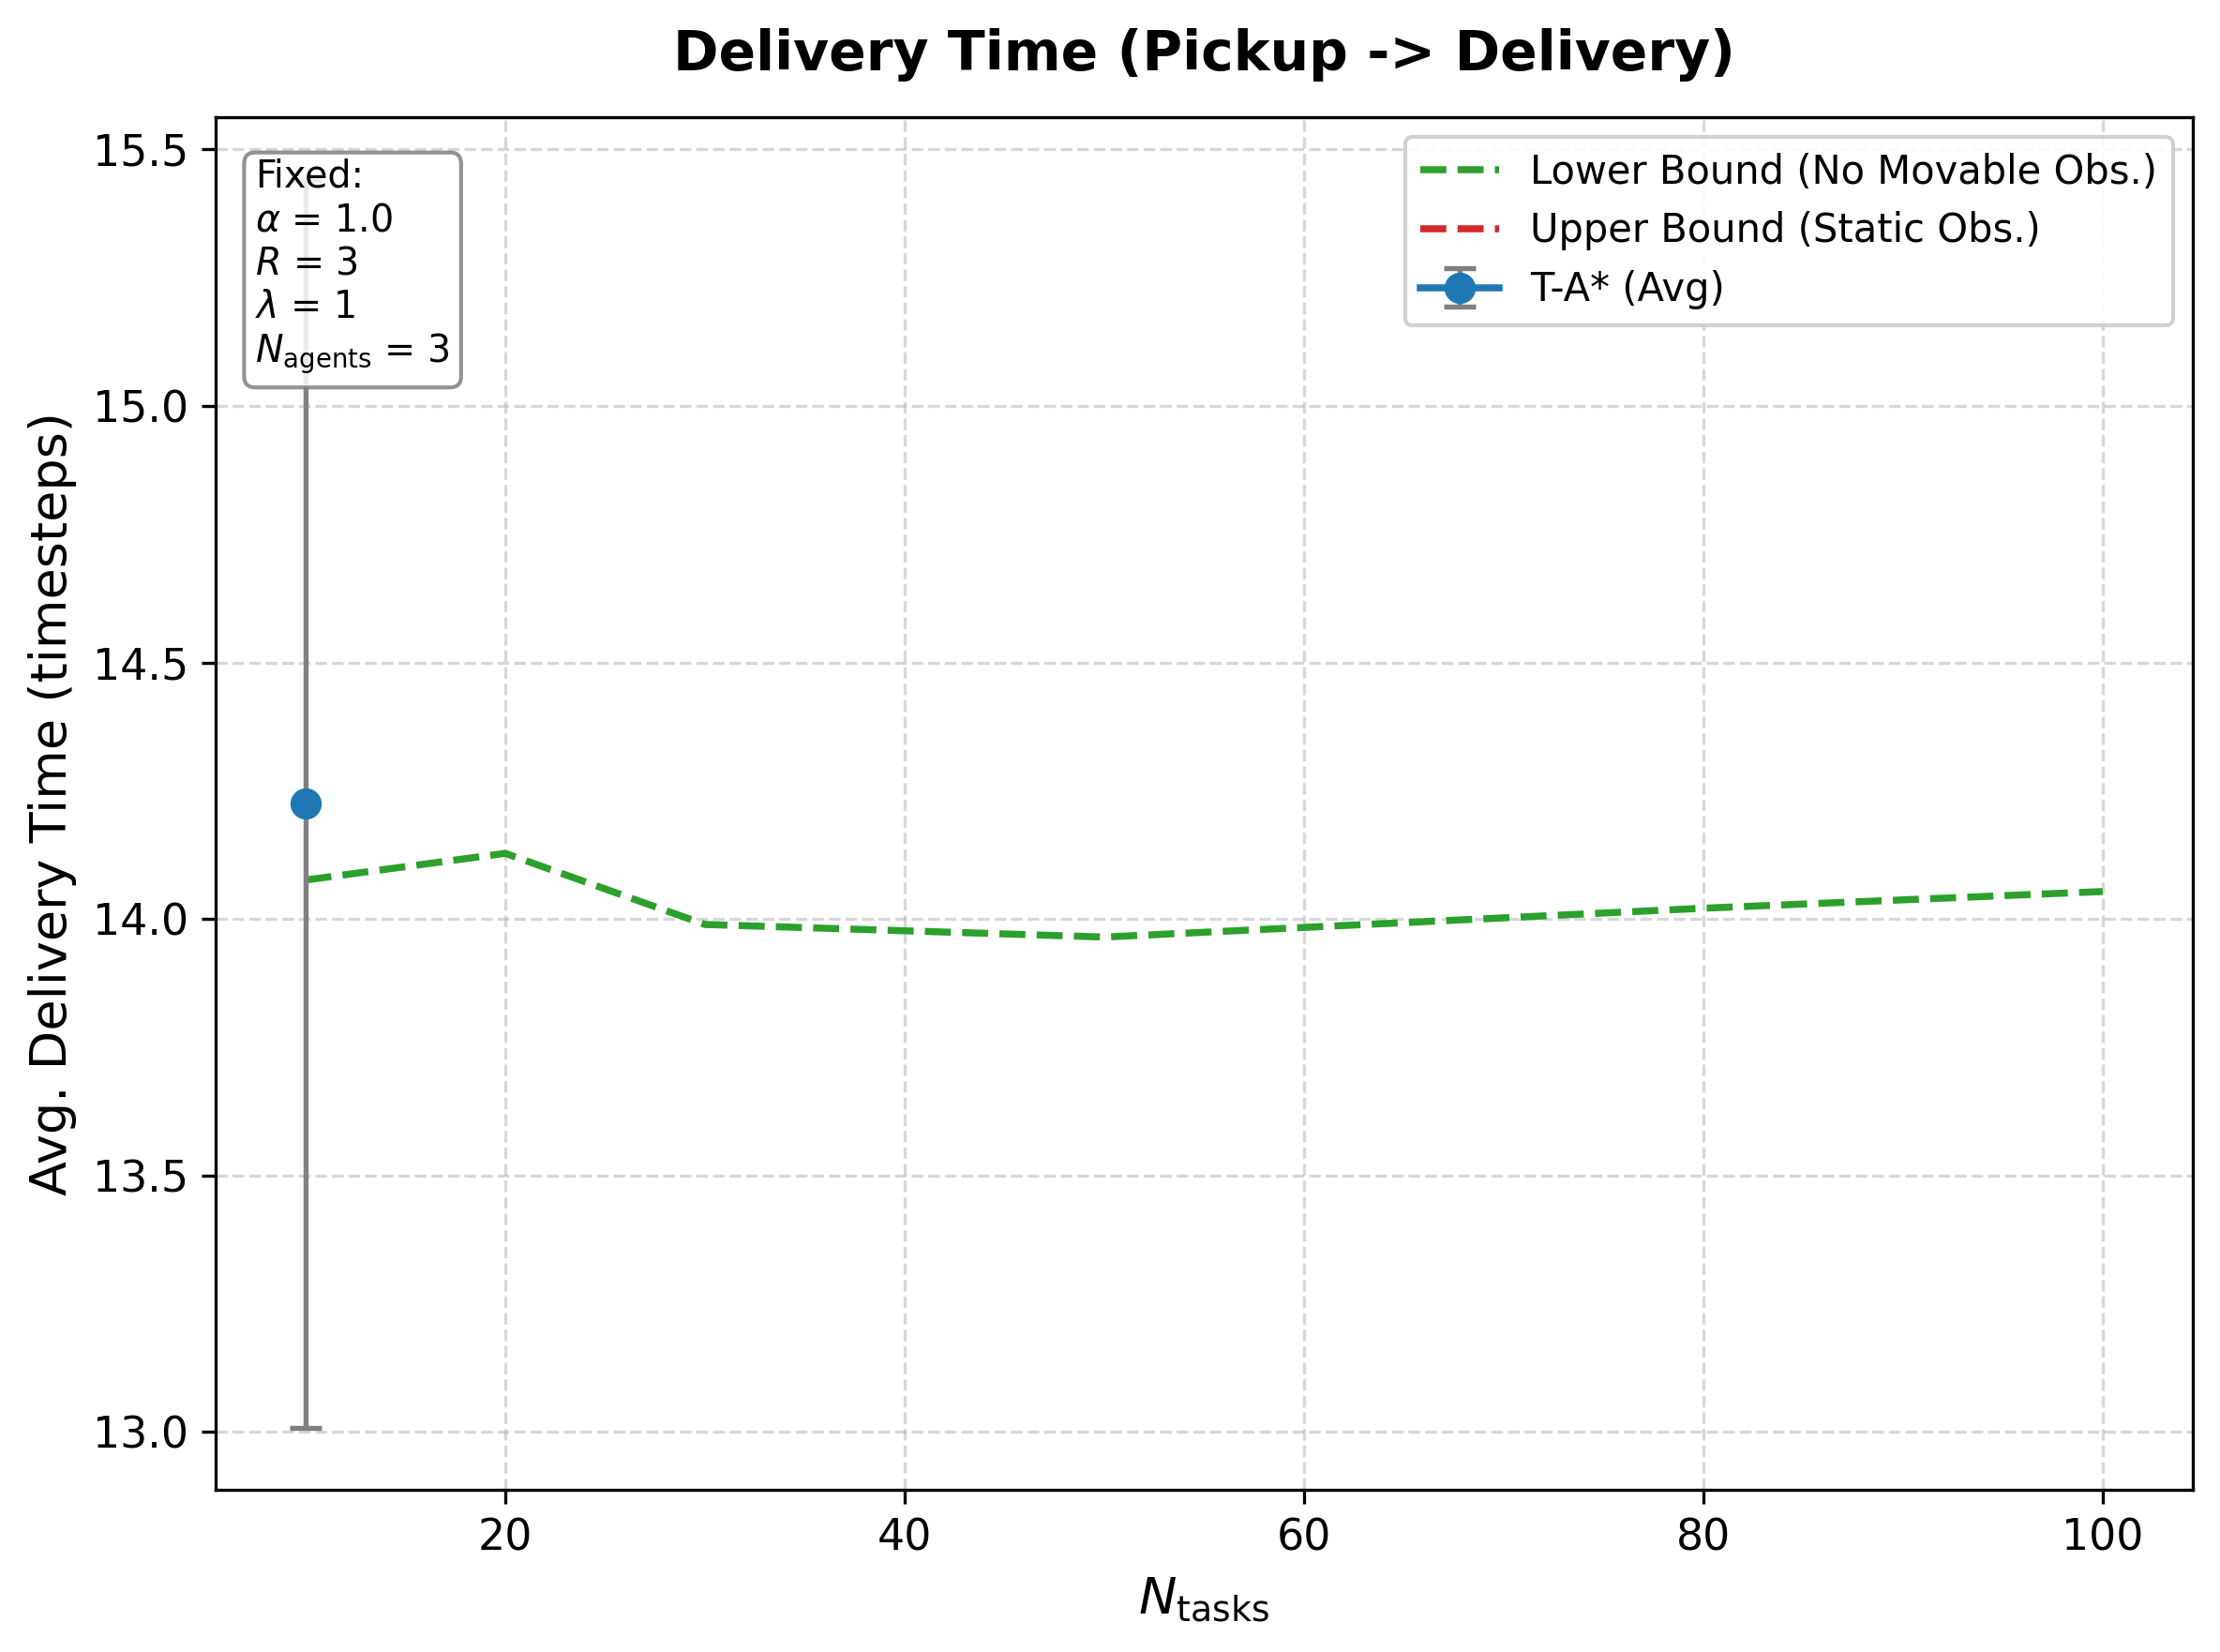 Delivery Time (Pickup -> Delivery)
15.5
15.0
14.5
14.0
13.5
13.0
Avg. Delivery Time (timesteps)
Fixed:
α = 1.0
R = 3
λ = 1
N_agents = 3
Lower Bound (No Movable Obs.)
Upper Bound (Static Obs.)
T-A* (Avg)
20 40 60 80 100
N_tasks